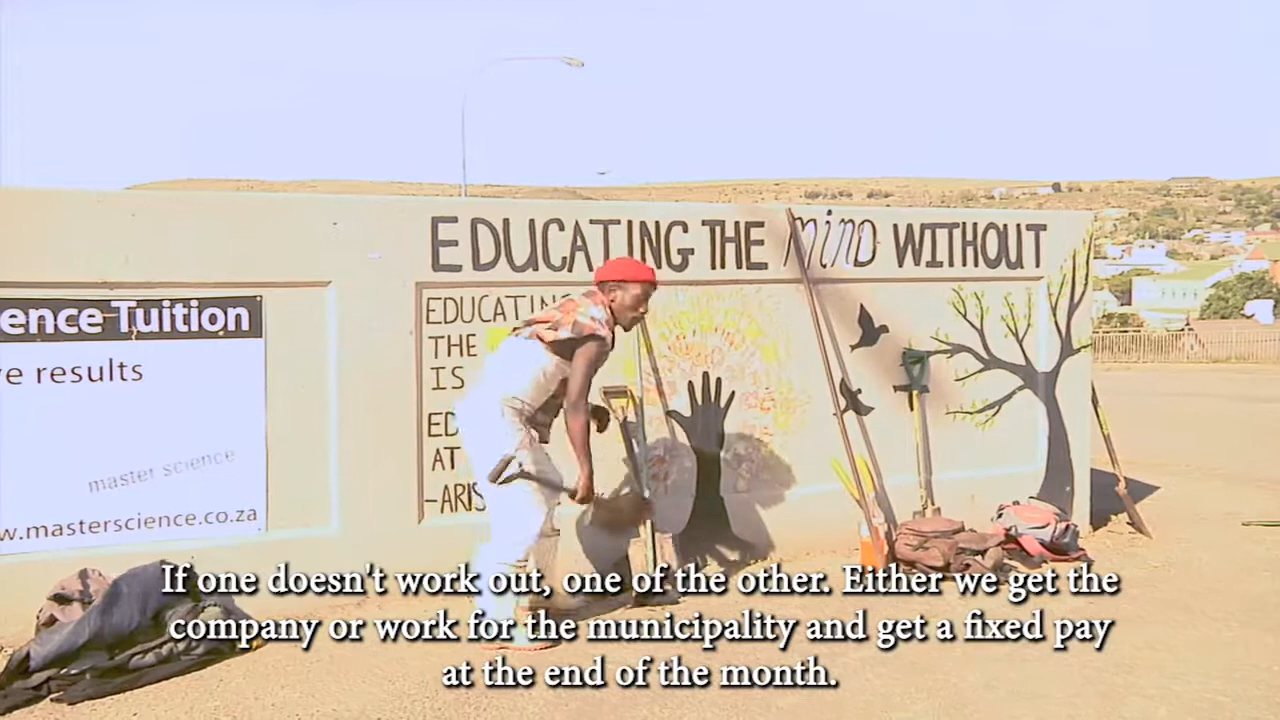 EDUCATING THE MIND WITHOUT
ence Tuition
e results
master science
w.masterscience.co.za
EDUCATING
THE
IS
ED
AT
-ARIS
If one doesn't work out, one of the other. Either we get the
company or work for the municipality and get a fixed pay
at the end of the month.